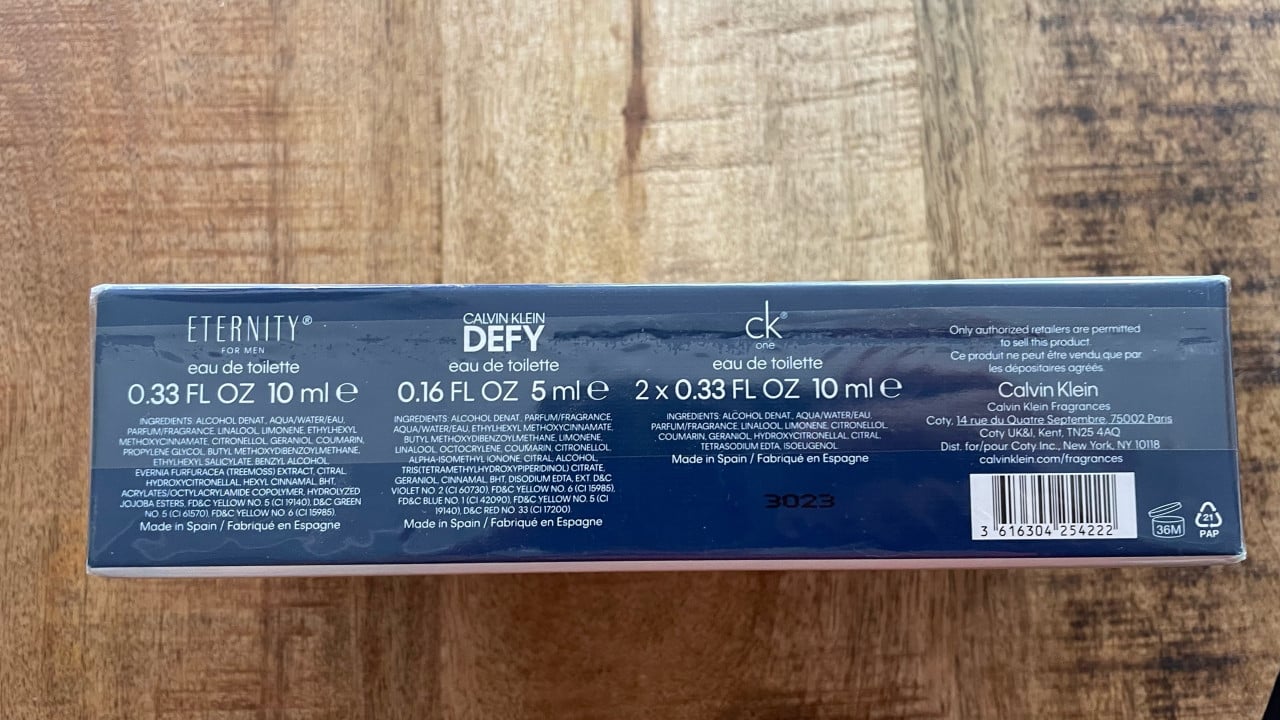 ETERNITY®
FOR MEN
eau de toilette
0.33 FL OZ 10 ml ℮
INGREDIENTS: ALCOHOL DENAT., AQUA/WATER/EAU,
PARFUM/FRAGRANCE, LINALOOL, LIMONENE, ETHYLHEXYL
METHOXYCINNAMATE, CITRONELLOL, GERANIOL, COUMARIN,
PROPYLENE GLYCOL, BUTYL METHOXYDIBENZOYLMETHANE,
ETHYLHEXYL SALICYLATE, BENZYL ALCOHOL,
EVERNIA FURFURACEA (TREEMOSS) EXTRACT, CITRAL,
HYDROXYCITRONELLAL, HEXYL CINNAMAL, BHT,
ACRYLATES/OCTYLACRYLAMIDE COPOLYMER, HYDROLYZED
JOJOBA ESTERS, FD&C YELLOW NO. 5 (CI 19140), D&C GREEN
NO. 5 (CI 61570), FD&C YELLOW NO. 6 (CI 15985).
Made in Spain / Fabriqué en Espagne
CALVIN KLEIN
DEFY
eau de toilette
0.16 FL OZ 5 ml ℮
INGREDIENTS: ALCOHOL DENAT., PARFUM/FRAGRANCE,
AQUA/WATER/EAU, ETHYLHEXYL METHOXYCINNAMATE,
BUTYL METHOXYDIBENZOYLMETHANE, LIMONENE,
LINALOOL, OCTOCRYLENE, COUMARIN, CITRONELLOL,
ALPHA-ISOMETHYL IONONE, CITRAL, ALCOHOL,
TRIS(TETRAMETHYLHYDROXYPIPERIDINOL) CITRATE,
GERANIOL, CINNAMAL, BHT, DISODIUM EDTA, EXT. D&C
VIOLET NO. 2 (CI 60730), FD&C YELLOW NO. 6 (CI 15985),
FD&C BLUE NO. 1 (CI 42090), FD&C YELLOW NO. 5 (CI
19140), D&C RED NO. 33 (CI 17200).
Made in Spain / Fabriqué en Espagne
ck®
one
eau de toilette
2 x 0.33 FL OZ 10 ml ℮
INGREDIENTS: ALCOHOL DENAT., AQUA/WATER/EAU,
PARFUM/FRAGRANCE, LINALOOL, LIMONENE, CITRONELLOL,
COUMARIN, GERANIOL, HYDROXYCITRONELLAL, CITRAL,
TETRASODIUM EDTA, ISOEUGENOL.
Made in Spain / Fabriqué en Espagne
3023
Only authorized retailers are permitted
to sell this product.
Ce produit ne peut être vendu que par
les dépositaires agréés.
Calvin Klein
Calvin Klein Fragrances
Coty, 14 rue du Quatre Septembre, 75002 Paris
Coty UK&I, Kent, TN25 4AQ
Dist. for/pour Coty Inc., New York, NY 10118
calvinklein.com/fragrances
3 616304 254222
36M
21
PAP